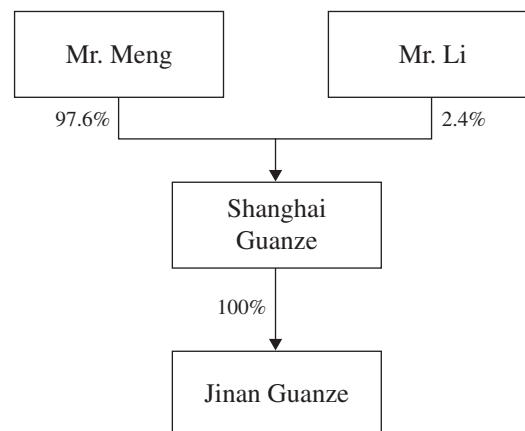 Mr. Meng
Mr. Li
97.6%
2.4%
Shanghai
Guanze
100%
Jinan Guanze